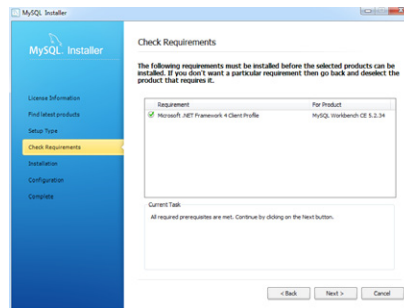 MySQL Installer
MySQL. Installer
License Information
Find latest products
Setup Type
Check Requirements
Installation
Configuration
Complete
Check Requirements
The following requirements must be installed before the selected products can be
installed. If you don't want a particular requirement then go back and deselect the
product that requires it.
Requirement For Product
Microsoft .NET Framework 4 Client Profile MySQL Workbench CE 5.2.34
Current Task
All required prerequisites are met. Continue by clicking on the Next button.
< Back Next > Cancel